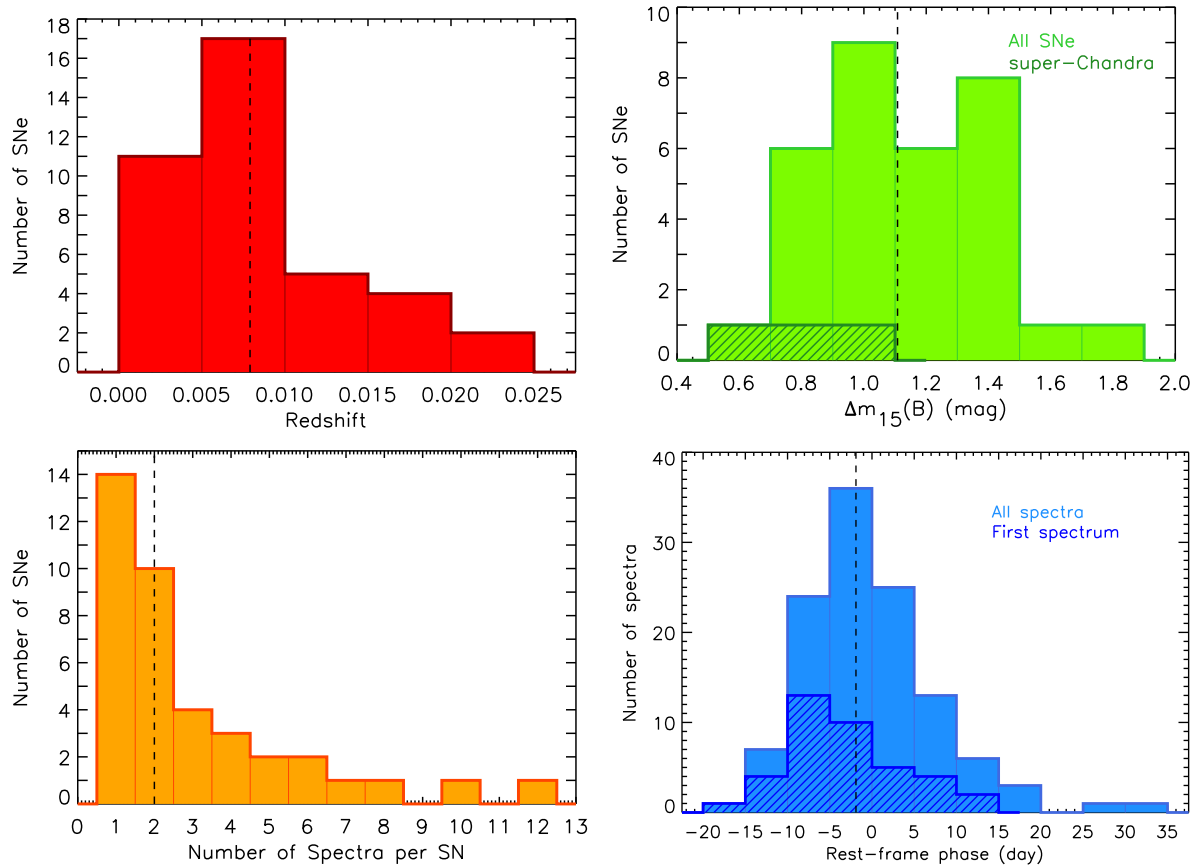 18
16
14
12
10
8
6
4
2
0
Number of SNe
0.000 0.005 0.010 0.015 0.020 0.025
Redshift
10
8
6
4
2
0
Number of SNe
All SNe
super-Chandra
0.4 0.6 0.8 1.0 1.2 1.4 1.6 1.8 2.0
Δm15(B) (mag)
14
12
10
8
6
4
2
0
Number of SNe
0 1 2 3 4 5 6 7 8 9 10 11 12 13
Number of Spectra per SN
40
30
20
10
0
Number of spectra
All spectra
First spectrum
-20 -15 -10 -5 0 5 10 15 20 25 30 35
Rest-frame phase (day)